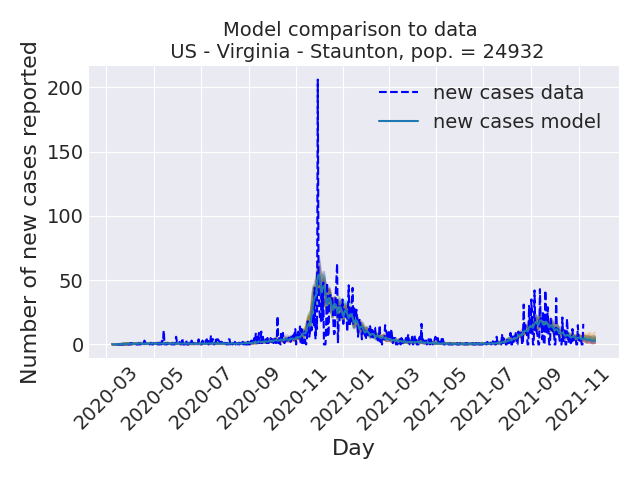 Model comparison to data
US - Virginia - Staunton, pop. = 24932
Number of new cases reported
200
150
100
50
0
new cases data
new cases model
2020-03
2020-05
2020-07
2020-09
2020-11
2021-01
2021-03
2021-05
2021-07
2021-09
2021-11
Day